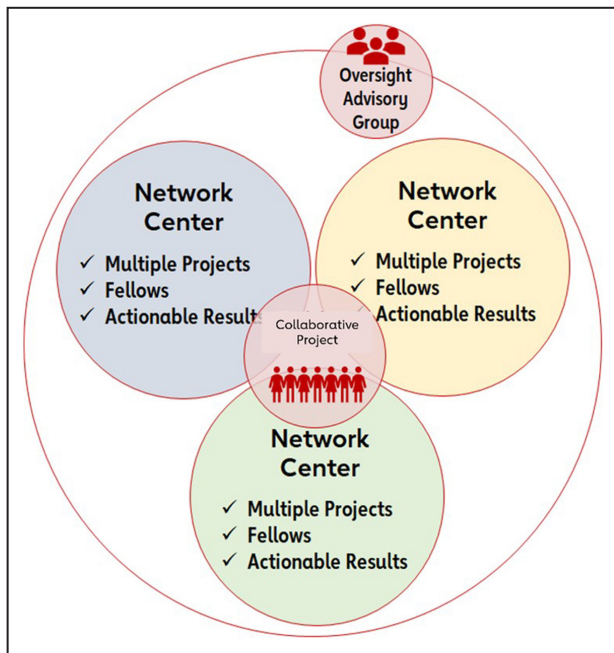 Oversight
Advisory
Group
Network
Center
✓ Multiple Projects
✓ Fellows
✓ Actionable Results
Network
Center
✓ Multiple Projects
✓ Fellows
✓ Actionable Results
Collaborative
Project
Network
Center
✓ Multiple Projects
✓ Fellows
✓ Actionable Results